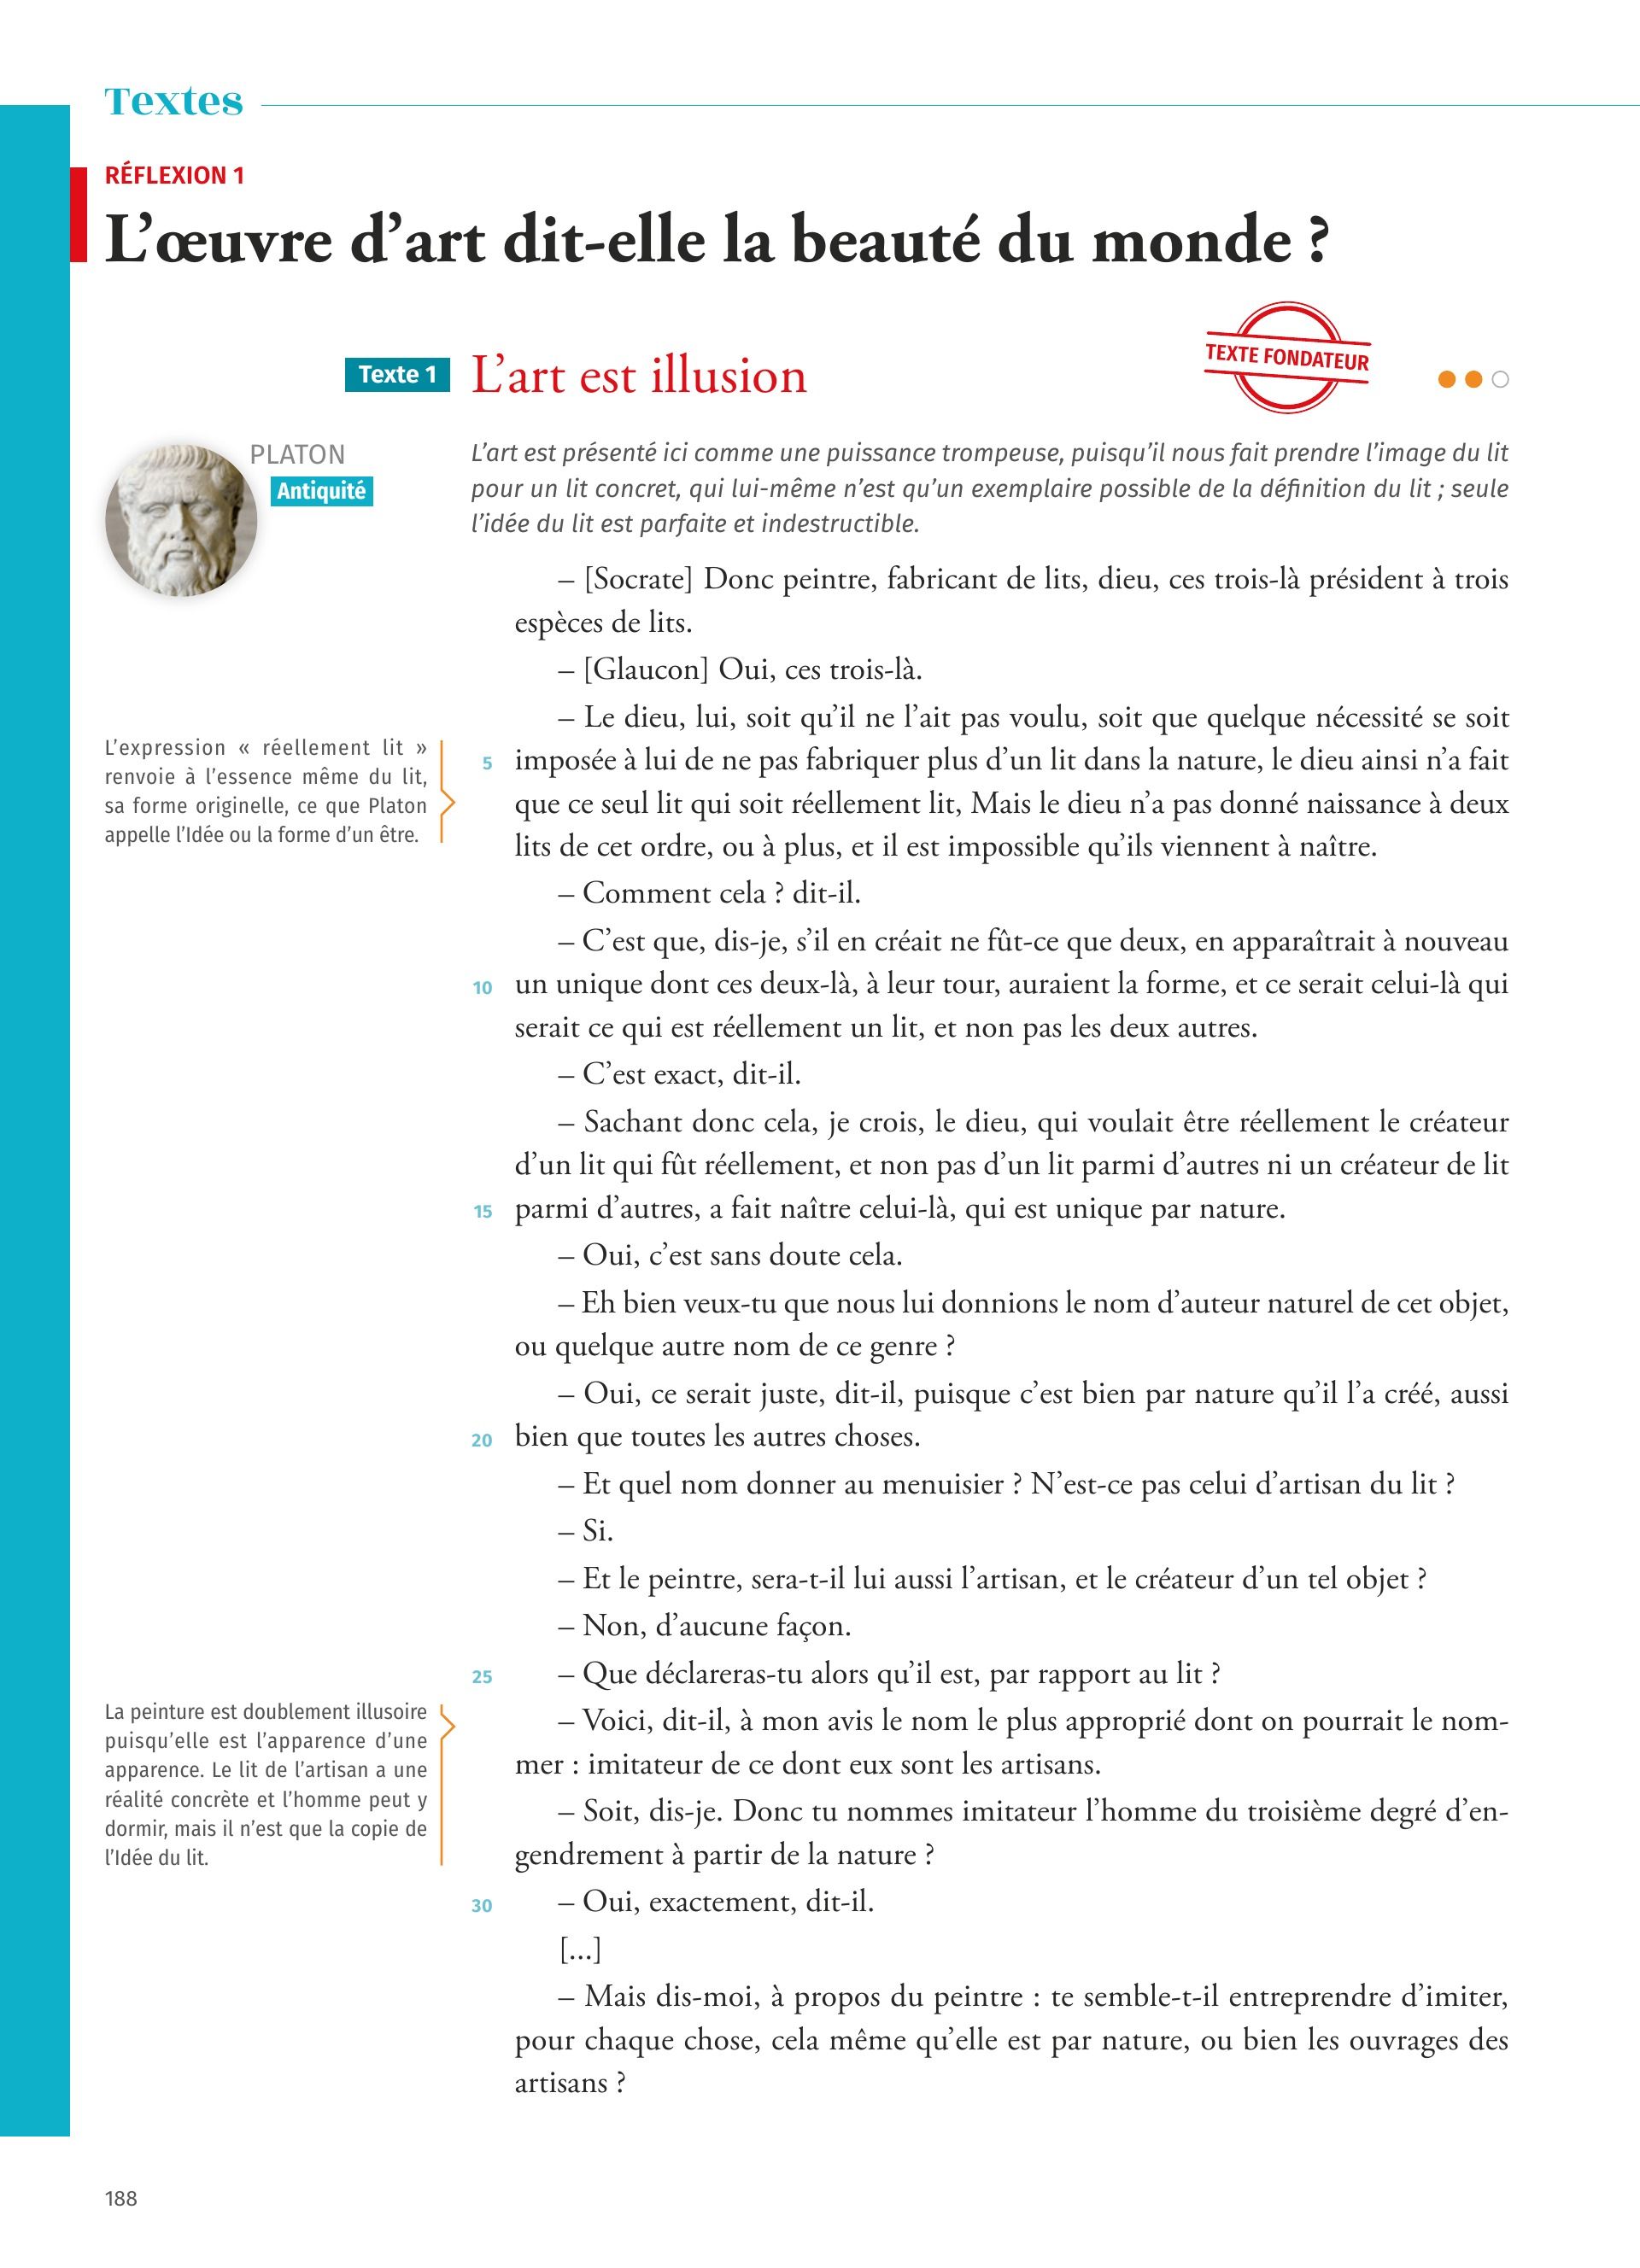 Textes
RÉFLEXION 1
L’œuvre d’art dit-elle la beauté du monde ?
Texte 1
L’art est illusion
TEXTE FONDATEUR
PLATON
Antiquité
L’art est présenté ici comme une puissance trompeuse, puisqu’il nous fait prendre l’image du lit
pour un lit concret, qui lui-même n’est qu’un exemplaire possible de la définition du lit ; seule
l’idée du lit est parfaite et indestructible.
– [Socrate] Donc peintre, fabricant de lits, dieu, ces trois-là président à trois
espèces de lits.
– [Glaucon] Oui, ces trois-là.
– Le dieu, lui, soit qu’il ne l’ait pas voulu, soit que quelque nécessité se soit
5 imposée à lui de ne pas fabriquer plus d’un lit dans la nature, le dieu ainsi n’a fait
que ce seul lit qui soit réellement lit, Mais le dieu n’a pas donné naissance à deux
lits de cet ordre, ou à plus, et il est impossible qu’ils viennent à naître.
L’expression « réellement lit »
renvoie à l’essence même du lit,
sa forme originelle, ce que Platon
appelle l’Idée ou la forme d’un être.
– Comment cela ? dit-il.
– C’est que, dis-je, s’il en créait ne fût-ce que deux, en apparaîtrait à nouveau
10 un unique dont ces deux-là, à leur tour, auraient la forme, et ce serait celui-là qui
serait ce qui est réellement un lit, et non pas les deux autres.
– C’est exact, dit-il.
– Sachant donc cela, je crois, le dieu, qui voulait être réellement le créateur
d’un lit qui fût réellement, et non pas d’un lit parmi d’autres ni un créateur de lit
15 parmi d’autres, a fait naître celui-là, qui est unique par nature.
– Oui, c’est sans doute cela.
– Eh bien veux-tu que nous lui donnions le nom d’auteur naturel de cet objet,
ou quelque autre nom de ce genre ?
– Oui, ce serait juste, dit-il, puisque c’est bien par nature qu’il l’a créé, aussi
20 bien que toutes les autres choses.
– Et quel nom donner au menuisier ? N’est-ce pas celui d’artisan du lit ?
– Si.
– Et le peintre, sera-t-il lui aussi l’artisan, et le créateur d’un tel objet ?
– Non, d’aucune façon.
25 – Que déclareras-tu alors qu’il est, par rapport au lit ?
– Voici, dit-il, à mon avis le nom le plus approprié dont on pourrait le nom-
mer : imitateur de ce dont eux sont les artisans.
– Soit, dis-je. Donc tu nommes imitateur l’homme du troisième degré d’en-
gendrement à partir de la nature ?
La peinture est doublement illusoire
puisqu’elle est l’apparence d’une
apparence. Le lit de l’artisan a une
réalité concrète et l’homme peut y
dormir, mais il n’est que la copie de
l’Idée du lit.
30 – Oui, exactement, dit-il.
[...]
– Mais dis-moi, à propos du peintre : te semble-t-il entreprendre d’imiter,
pour chaque chose, cela même qu’elle est par nature, ou bien les ouvrages des
artisans ?
188